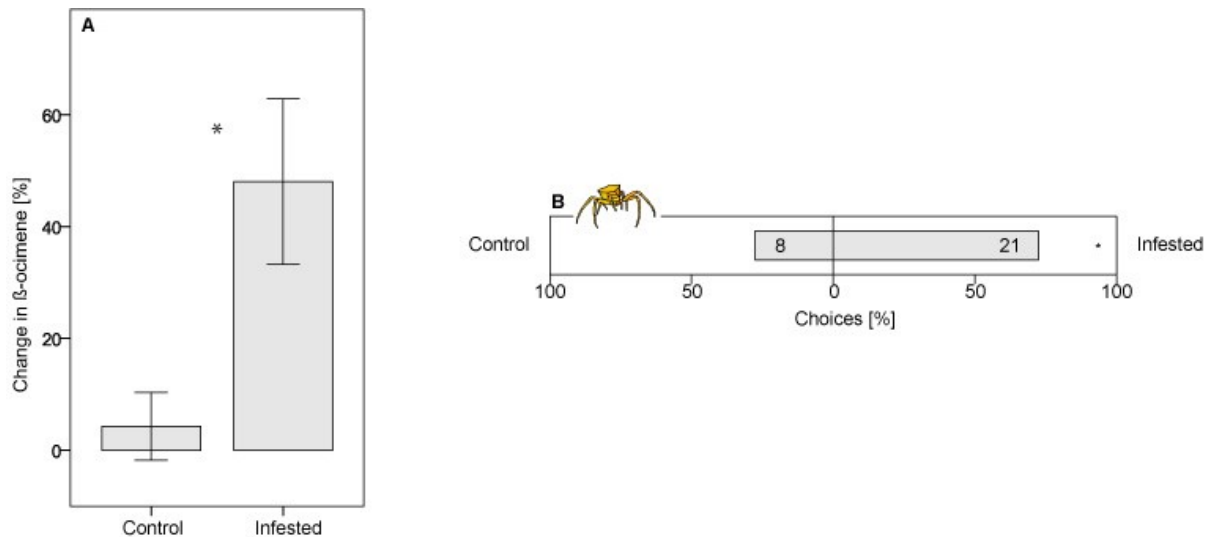 A
Change in ß-ocimene [%]
60
*
40
20
0
Control Infested
B
Control 8 21 * Infested
100 50 0 50 100
Choices [%]